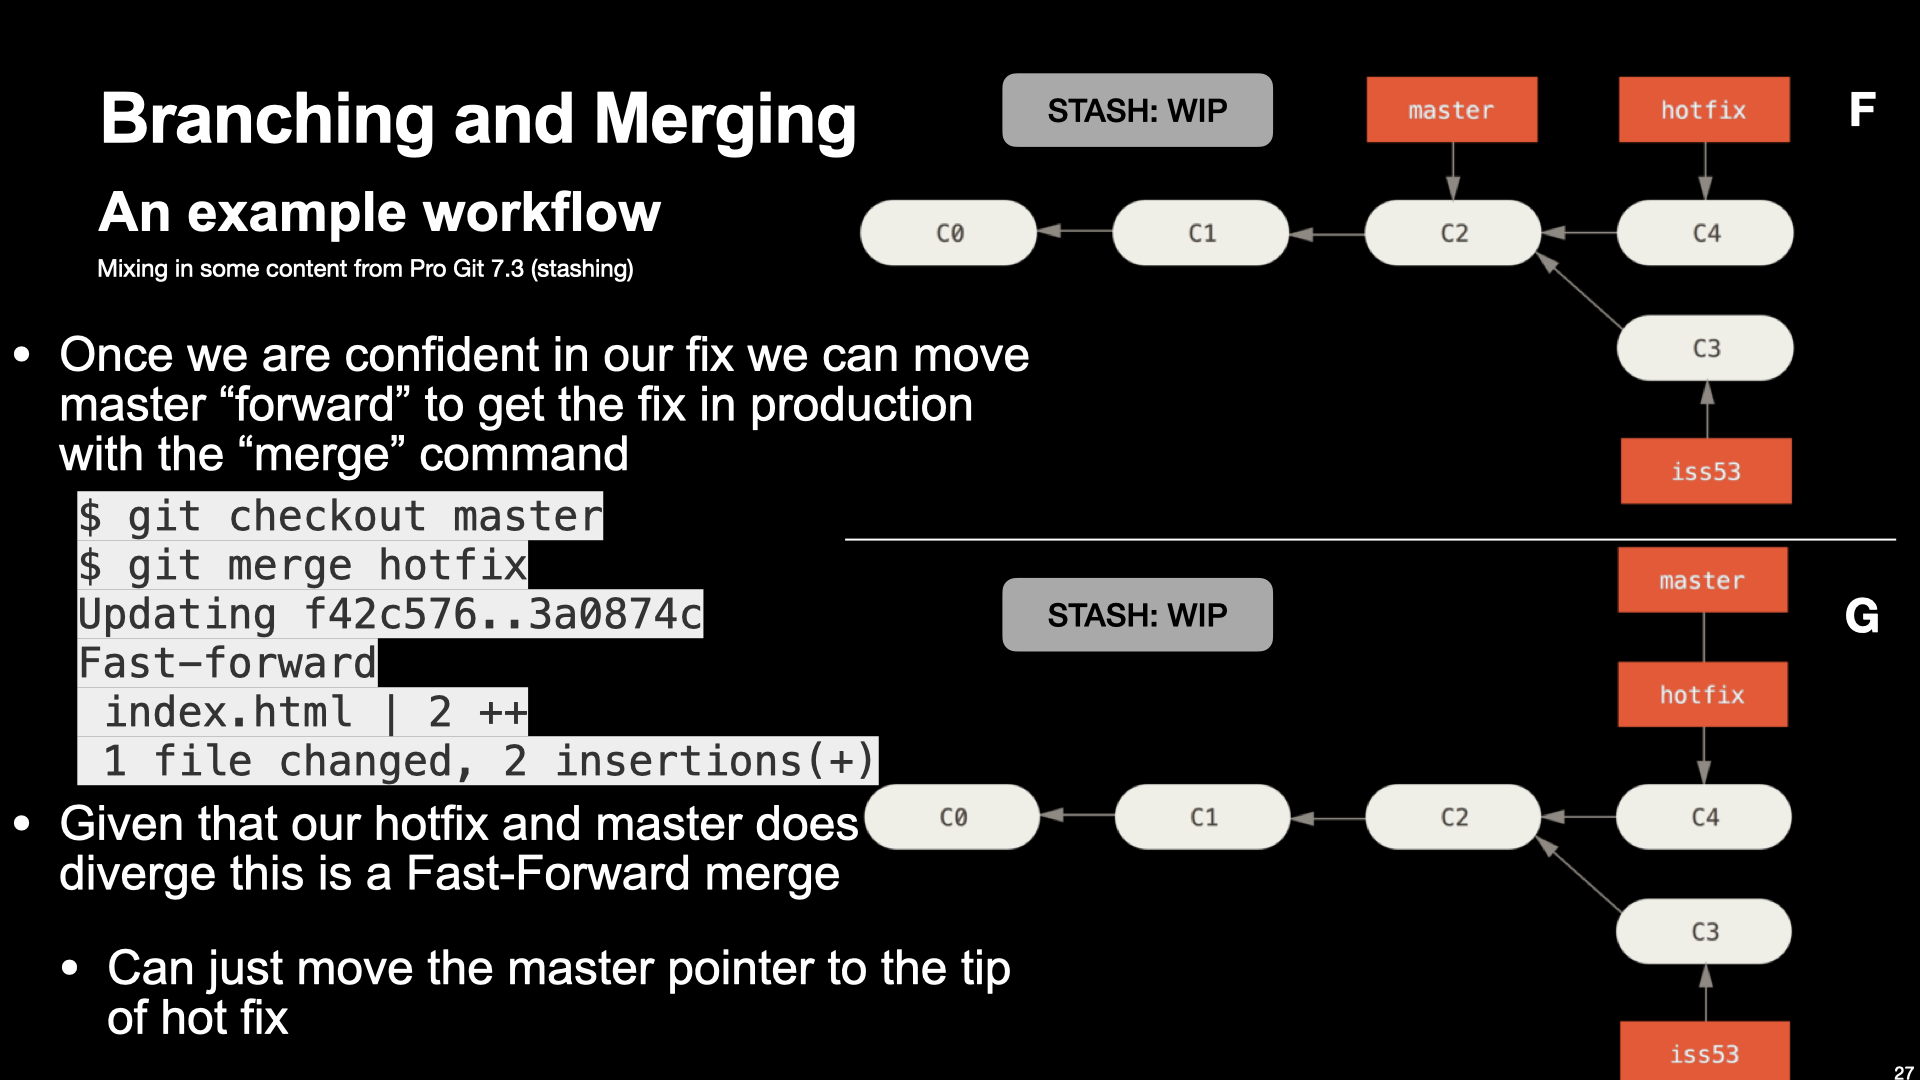 Branching and Merging
An example workflow
Mixing in some content from Pro Git 7.3 (stashing)
• Once we are confident in our fix we can move
master “forward” to get the fix in production
with the “merge” command
$ git checkout master
$ git merge hotfix
Updating f42c576..3a0874c
Fast-forward
index.html | 2 ++
1 file changed, 2 insertions(+)
• Given that our hotfix and master does
diverge this is a Fast-Forward merge
• Can just move the master pointer to the tip
of hot fix
STASH: WIP
master
hotfix
F
C0
C1
C2
C4
C3
iss53
master
STASH: WIP
G
hotfix
C0
C1
C2
C4
C3
iss53
27